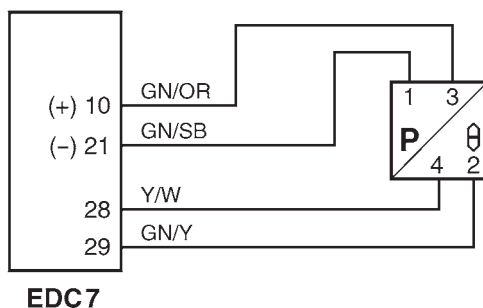 GN/OR
(+) 10
1 3
GN/SB
(−) 21
P θ
4 2
Y/W
28
GN/Y
29
EDC7